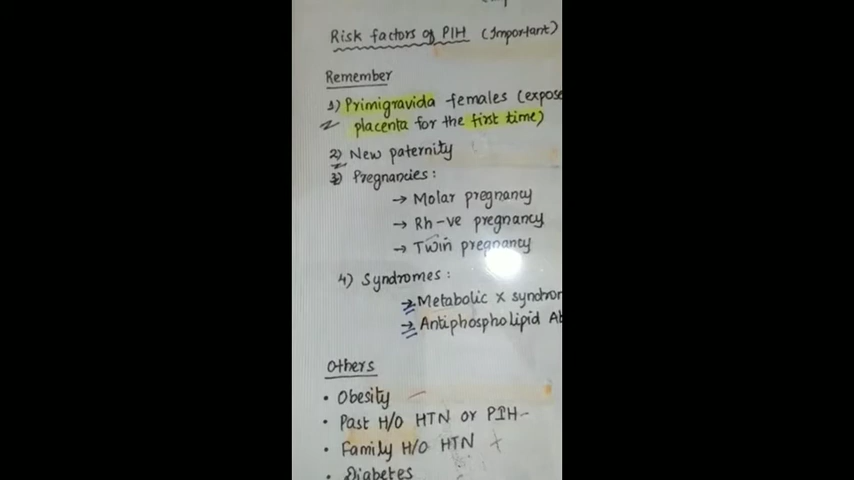 Risk factors of PIH (Important)
Remember
1) Primigravida females (expose
placenta for the first time)
2) New paternity
3) Pregnancies:
→ Molar pregnancy
→ Rh-ve pregnancy
→ Twin pregnancy
4) Syndromes:
→ Metabolic X syndrom
→ Antiphospholipid Ab
Others
• Obesity
• Past H/O HTN or PIH
• Family H/O HTN
• Diabetes